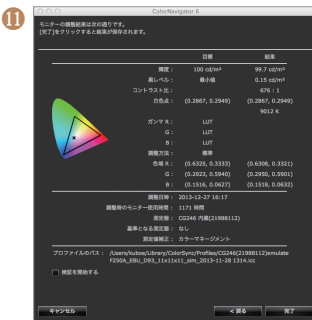 11
ColorNavigator 6
モニターの調整結果は次の通りです。
[完了]をクリックすると結果が保存されます。
目標 結果
輝度： 100 cd/m² 99.7 cd/m²
黒レベル： 最小値 0.15 cd/m²
コントラスト比： 676 : 1
白色点： (0.2867, 0.2949) (0.2867, 0.2949)
9012 K
ガンマ R： LUT
G： LUT
B： LUT
調整方法： 標準
色域 R： (0.6325, 0.3333) (0.6308, 0.3321)
G： (0.2923, 0.5940) (0.2950, 0.5901)
B： (0.1516, 0.0627) (0.1518, 0.0632)
調整日時： 2013-12-27 16:17
調整時のモニター使用時間： 1171 時間
測定器： CG246 内蔵(21988112)
基準となる測定器： なし
測定値補正： カラーマネージメント
プロファイルのパス： /Users/kuboe/Library/ColorSync/Profiles/CG246(21988112)emulate
F250A_EBU_D93_11x11x11_sim_2013-11-28 1314.icc
検証を開始する
キャンセル < 戻る 完了